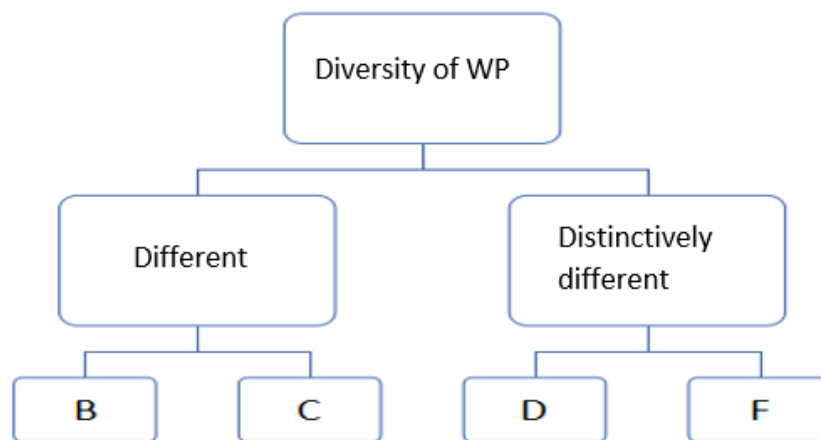 Diversity of WP
Different
Distinctively
different
B
C
D
F